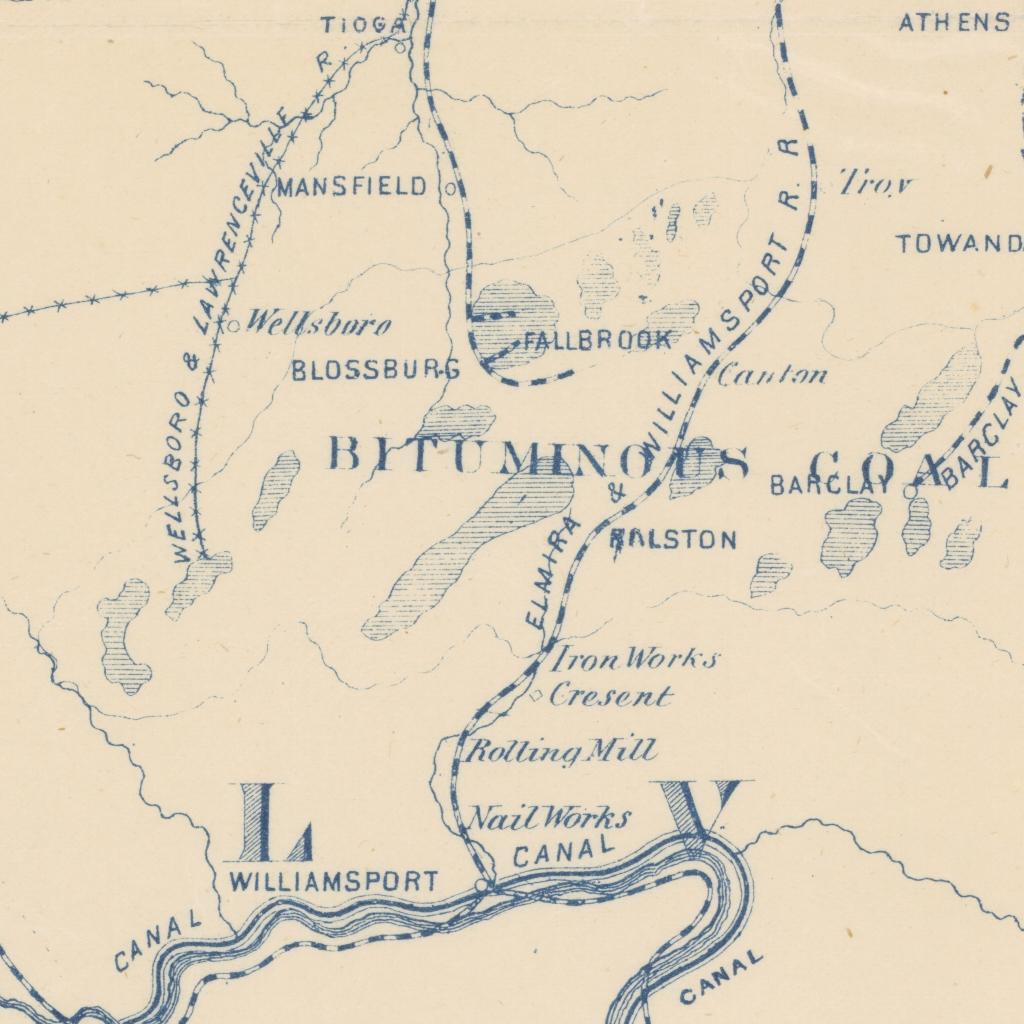 TIOGA
ATHENS
WELLSBORO & LAWRENCEVILLE R.
MANSFIELD
Troy
TOWAND
Wellsboro
FALLBROOK
BLOSSBURG
Canton
ELMIRA & WILLIAMSPORT R. R
BITUMINOUS COAL
BARCLAY
BARCLAY
RALSTON
Iron Works
Cresent
Rolling Mill
L V
Nail Works
CANAL
WILLIAMSPORT
CANAL
CANAL